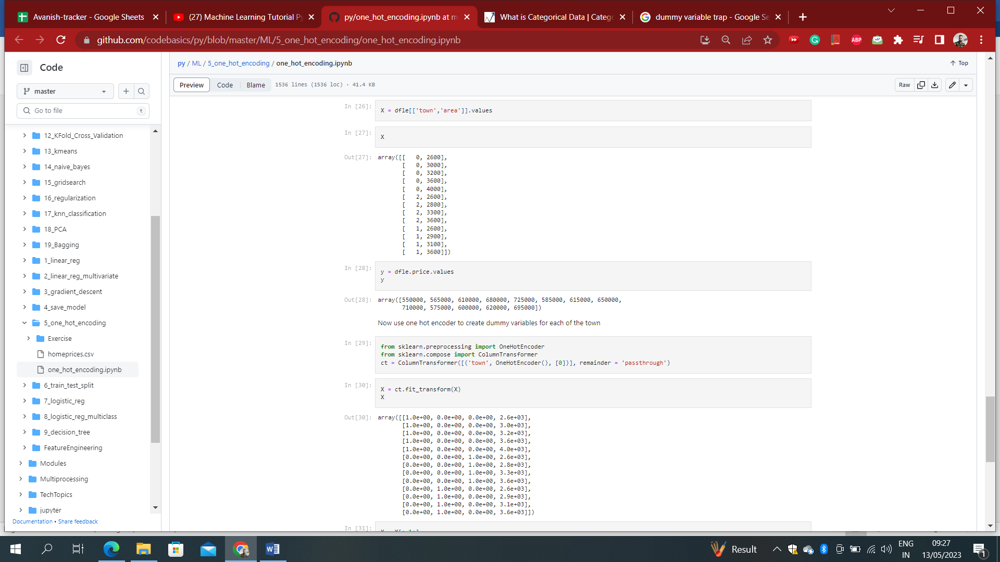 Avanish-tracker - Google Sheets
(27) Machine Learning Tutorial Py
py/one_hot_encoding.ipynb at m
What is Categorical Data | Categ
dummy variable trap - Google Se
github.com/codebasics/py/blob/master/ML/5_one_hot_encoding/one_hot_encoding.ipynb
ABP
Code
master
Go to file
t
12_KFold_Cross_Validation
13_kmeans
14_naive_bayes
15_gridsearch
16_regularization
17_knn_classification
18_PCA
19_Bagging
1_linear_reg
2_linear_reg_multivariate
3_gradient_descent
4_save_model
5_one_hot_encoding
Exercise
homeprices.csv
one_hot_encoding.ipynb
6_train_test_split
7_logistic_reg
8_logistic_reg_multiclass
9_decision_tree
FeatureEngineering
Modules
Multiprocessing
TechTopics
jupyter
Documentation • Share feedback
py / ML / 5_one_hot_encoding / one_hot_encoding.ipynb
Top
Preview Code Blame 1536 lines (1536 loc) · 41.4 KB
Raw
In [26]: X = dfle[['town','area']].values
In [27]: X
Out[27]: array([[   0, 2600],
[   0, 3000],
[   0, 3200],
[   0, 3600],
[   0, 4000],
[   2, 2600],
[   2, 2800],
[   2, 3300],
[   2, 3600],
[   1, 2600],
[   1, 2900],
[   1, 3100],
[   1, 3600]])
In [28]: y = dfle.price.values
y
Out[28]: array([550000, 565000, 610000, 680000, 725000, 585000, 615000, 650000,
710000, 575000, 600000, 620000, 695000])
Now use one hot encoder to create dummy variables for each of the town
In [29]: from sklearn.preprocessing import OneHotEncoder
from sklearn.compose import ColumnTransformer
ct = ColumnTransformer([('town', OneHotEncoder(), [0])], remainder = 'passthrough')
In [30]: X = ct.fit_transform(X)
X
Out[30]: array([[1.0e+00, 0.0e+00, 0.0e+00, 2.6e+03],
[1.0e+00, 0.0e+00, 0.0e+00, 3.0e+03],
[1.0e+00, 0.0e+00, 0.0e+00, 3.2e+03],
[1.0e+00, 0.0e+00, 0.0e+00, 3.6e+03],
[1.0e+00, 0.0e+00, 0.0e+00, 4.0e+03],
[0.0e+00, 0.0e+00, 1.0e+00, 2.6e+03],
[0.0e+00, 0.0e+00, 1.0e+00, 2.8e+03],
[0.0e+00, 0.0e+00, 1.0e+00, 3.3e+03],
[0.0e+00, 0.0e+00, 1.0e+00, 3.6e+03],
[0.0e+00, 1.0e+00, 0.0e+00, 2.6e+03],
[0.0e+00, 1.0e+00, 0.0e+00, 2.9e+03],
[0.0e+00, 1.0e+00, 0.0e+00, 3.1e+03],
[0.0e+00, 1.0e+00, 0.0e+00, 3.6e+03]])
In [31]: X = X[:,1:]
Result
ENG
IN
09:27
13/05/2023
1